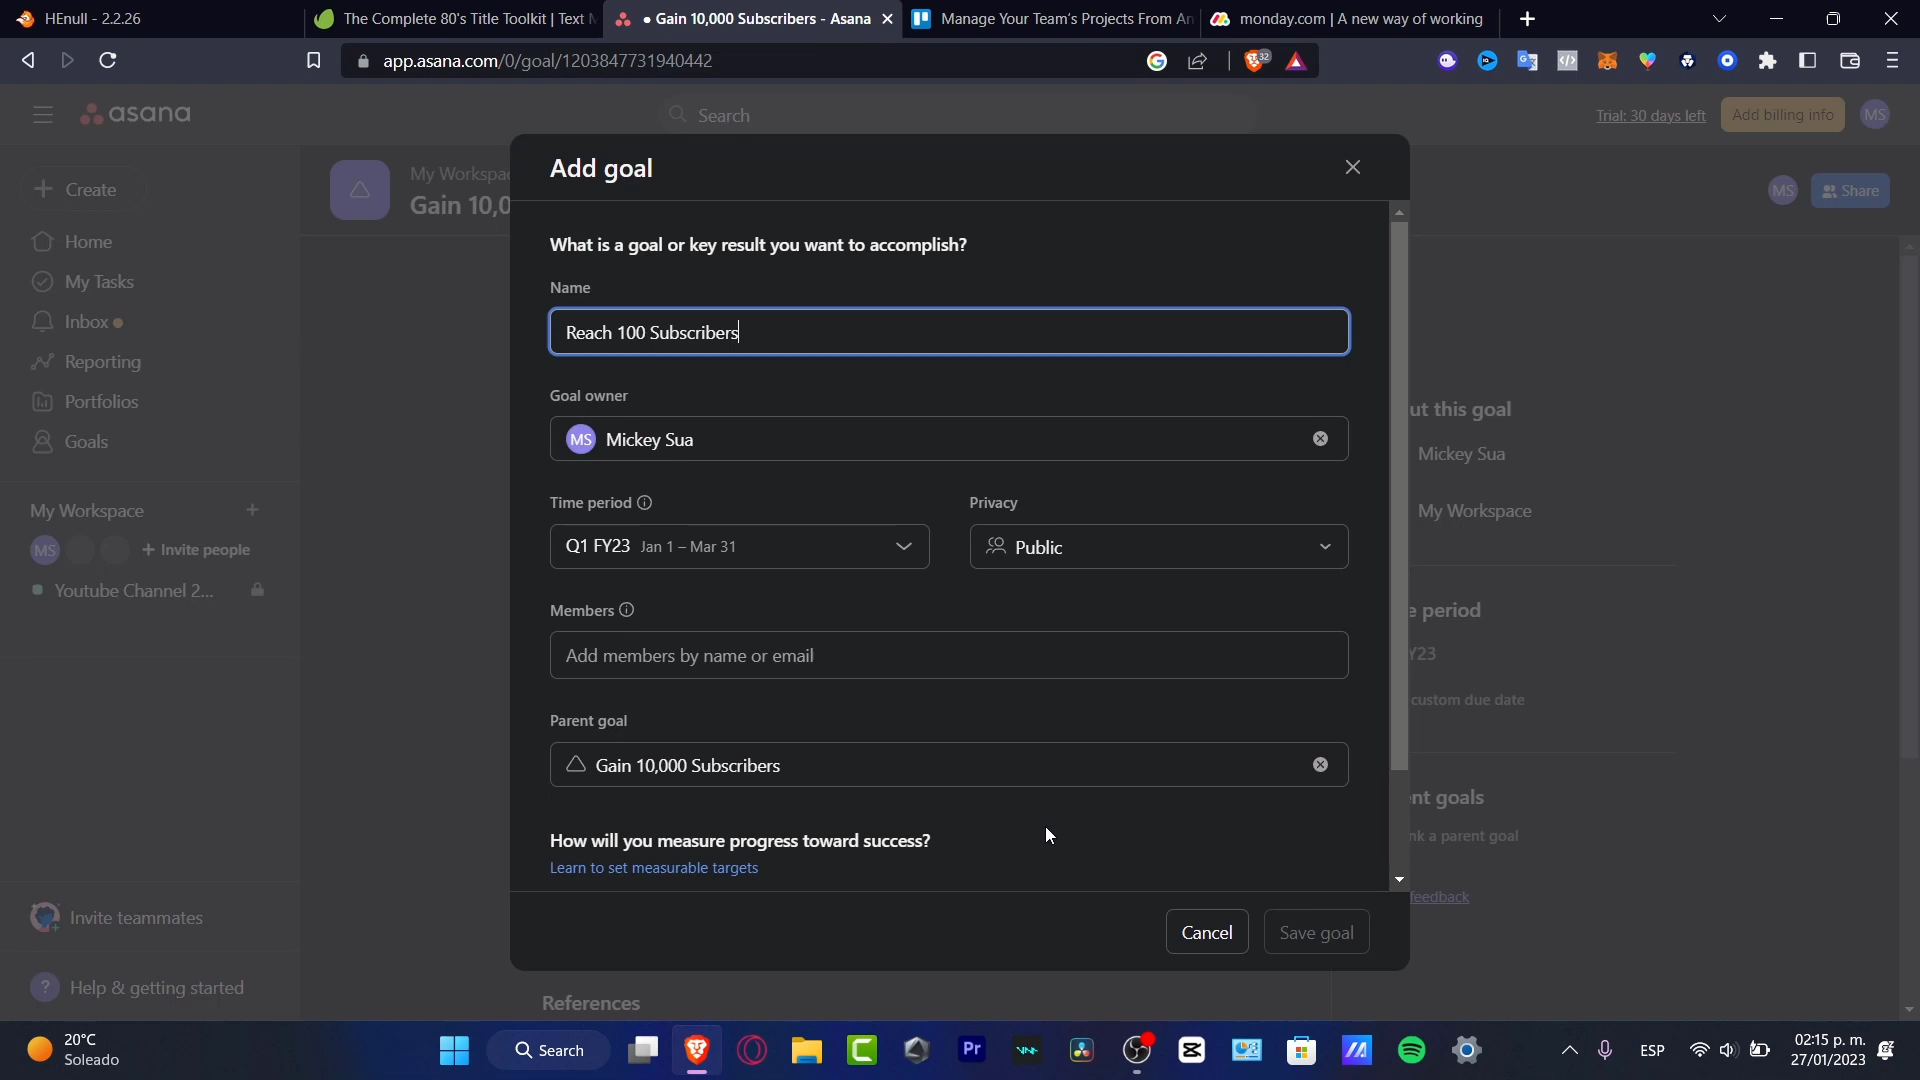 HEnull - 2.2.26
The Complete 80's Title Toolkit | Text
• Gain 10,000 Subscribers - Asana
Manage Your Team's Projects From An
monday.com | A new way of working
app.asana.com/0/goal/1203847731940442
32
asana
Search
Trial: 30 days left
Add billing info
MS
Create
My Workspac
Gain 10,0
MS
Share
Home
My Tasks
Inbox
Reporting
Portfolios
Goals
My Workspace
MS
+ Invite people
Youtube Channel 2...
Invite teammates
? Help & getting started
Add goal
What is a goal or key result you want to accomplish?
Name
Reach 100 Subscribers
Goal owner
MS Mickey Sua
Time period
Privacy
Q1 FY23 Jan 1 – Mar 31
Public
Members
Add members by name or email
Parent goal
Gain 10,000 Subscribers
How will you measure progress toward success?
Learn to set measurable targets
Cancel
Save goal
References
ut this goal
Mickey Sua
My Workspace
e period
Y23
custom due date
nt goals
nk a parent goal
feedback
20°C
Soleado
Search
Pr
ESP
02:15 p. m.
27/01/2023